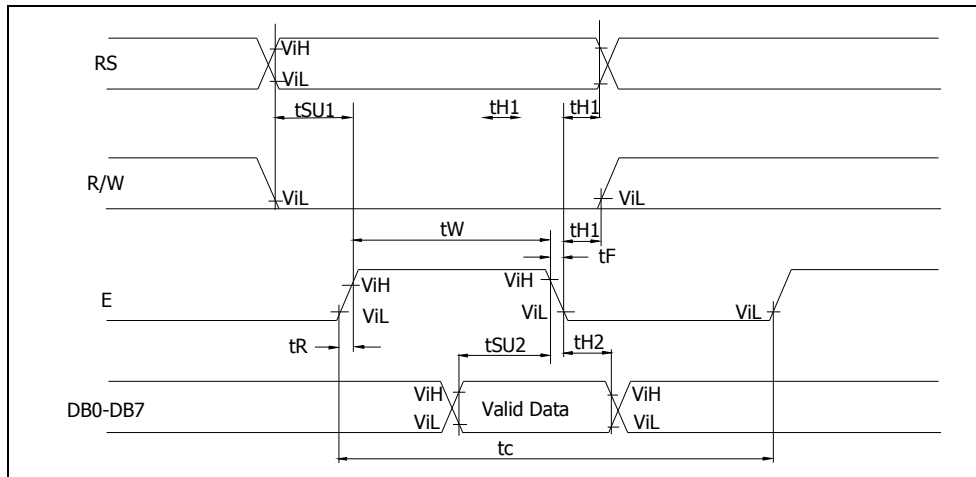 ViH
RS
ViL
tSU1 tH1 tH1
R/W
ViL ViL
tW tH1
tF
ViH ViH
E
ViL ViL ViL
tR tSU2 tH2
ViH ViH
DB0-DB7 Valid Data
ViL ViL
tc